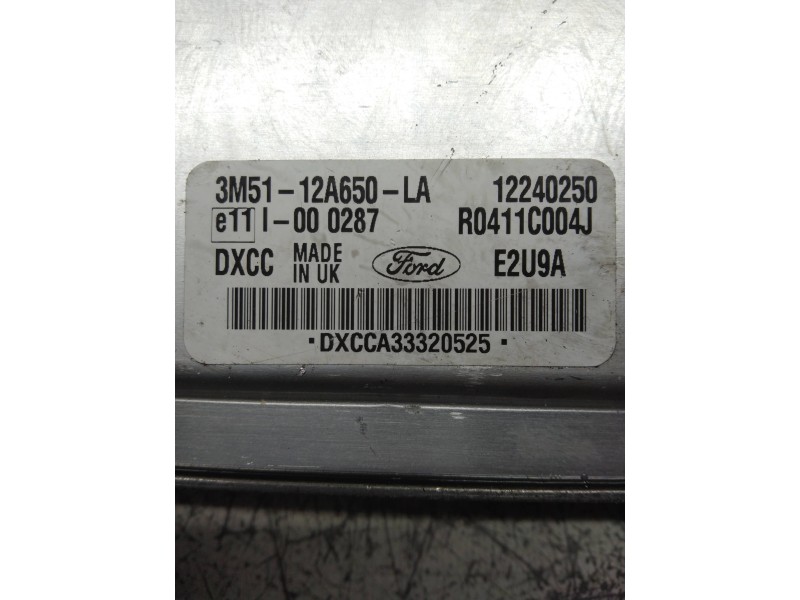 3M51-12A650-LA 12240250
e11 I-00 0287 R0411C004J
DXCC MADE IN UK Ford E2U9A
·DXCCA33320525·